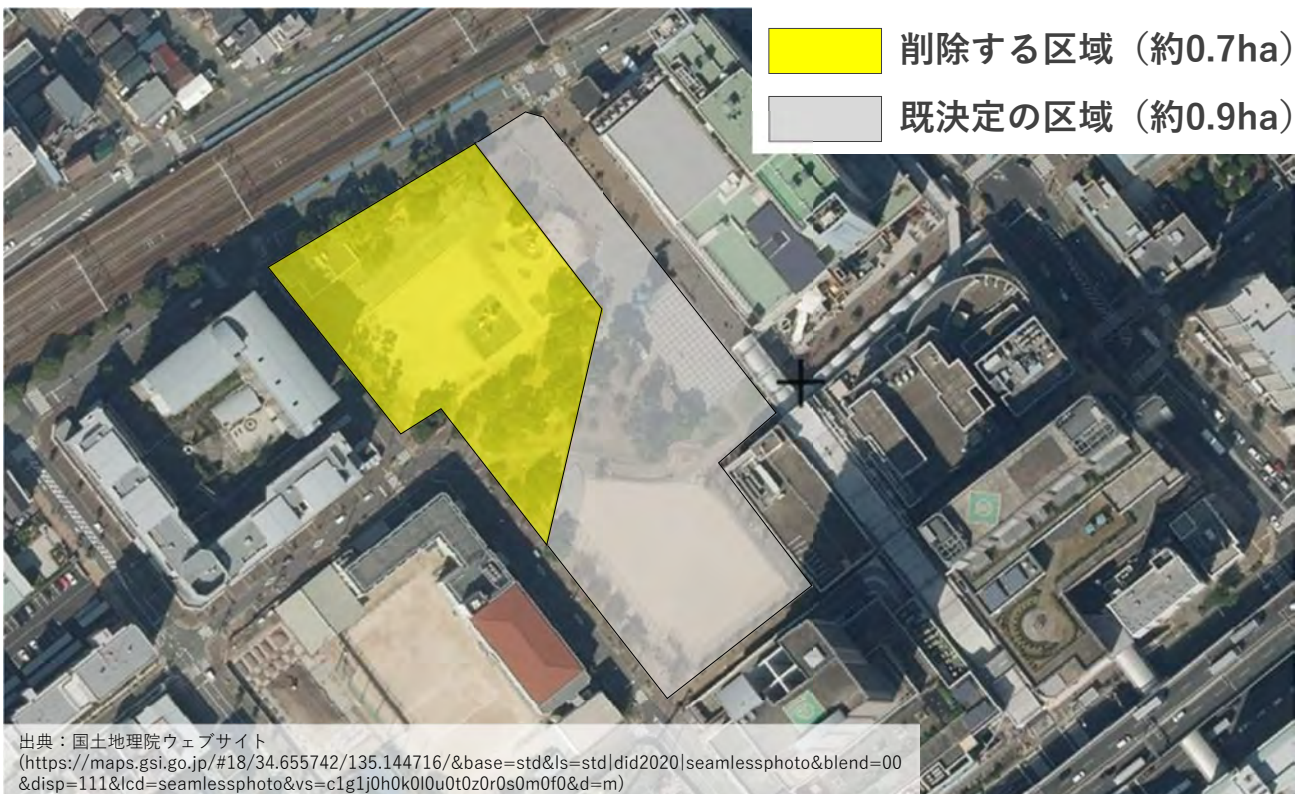 削除する区域（約0.7ha）
既決定の区域（約0.9ha）
出典：国土地理院ウェブサイト
(https://maps.gsi.go.jp/#18/34.655742/135.144716/&base=std&ls=std|did2020|seamlessphoto&blend=00
&disp=111&lcd=seamlessphoto&vs=c1g1j0h0k0l0u0t0z0r0s0m0f0&d=m)